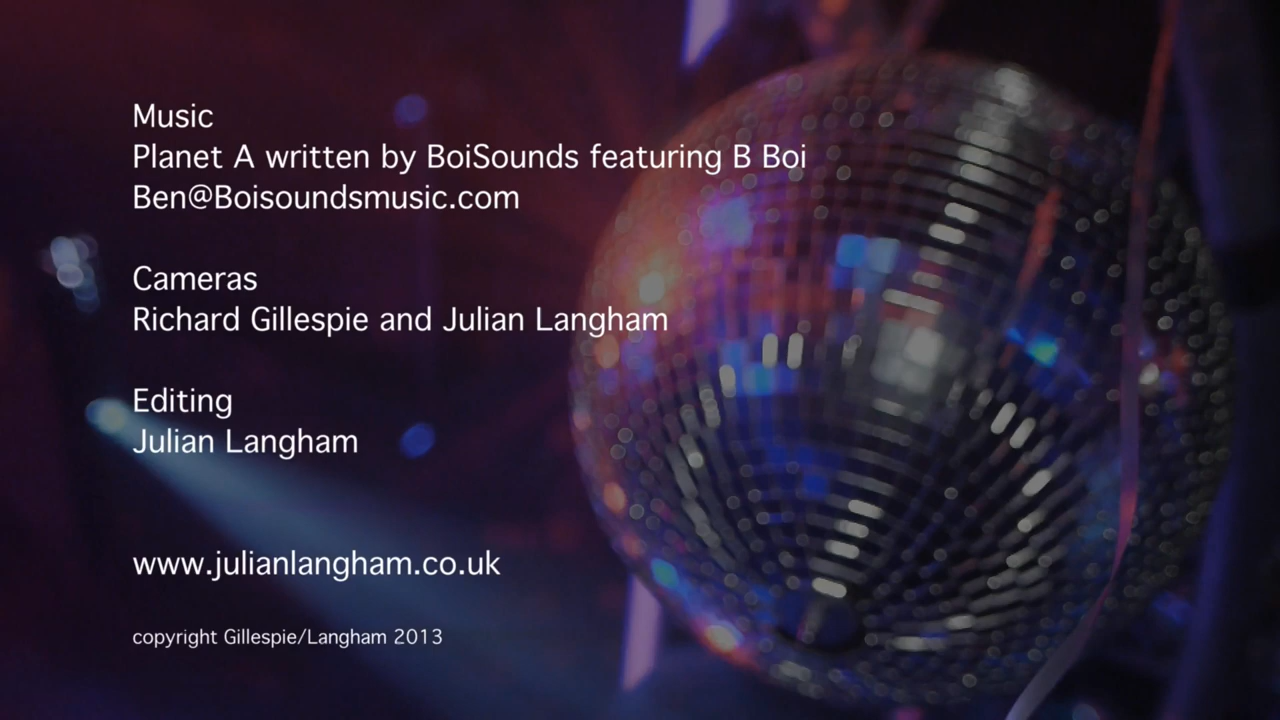 Music
Planet A written by BoiSounds featuring B Boi
Ben@Boisoundsmusic.com
Cameras
Richard Gillespie and Julian Langham
Editing
Julian Langham
www.julianlangham.co.uk
copyright Gillespie/Langham 2013